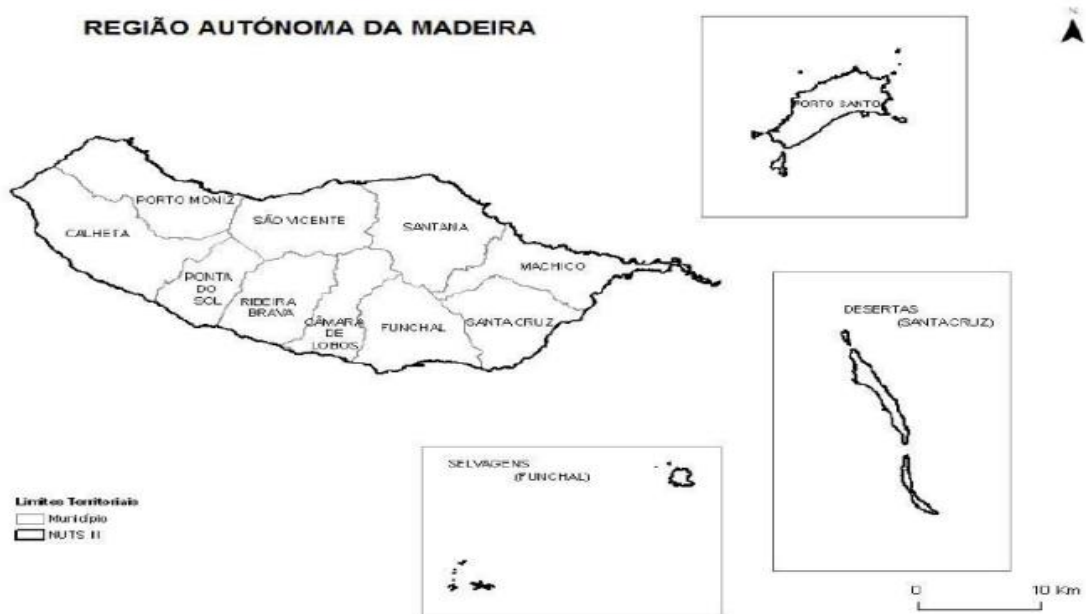 REGIÃO AUTÓNOMA DA MADEIRA
N
PORTO SANTO
PORTO MONIZ
SÃO VICENTE
SANTANA
CALHETA
MACHICO
PONTA
DO
SOL
RIBEIRA
BRAVA
CÂMARA
DE
LOBOS
FUNCHAL
SANTA CRUZ
DESERTAS
(SANTA CRUZ)
SELVAGENS
(FUNCHAL)
Limites Territoriais
Município
NUTS III
0 10 Km